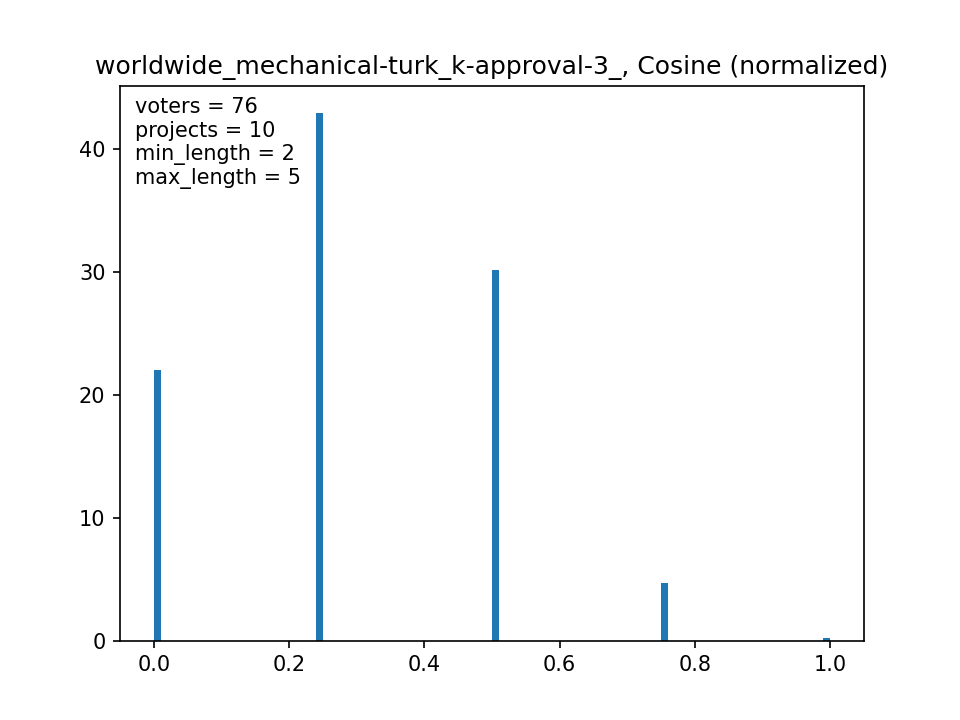 worldwide_mechanical-turk_k-approval-3_, Cosine (normalized)
voters = 76
projects = 10
min_length = 2
max_length = 5
40
30
20
10
0
0.0 0.2 0.4 0.6 0.8 1.0